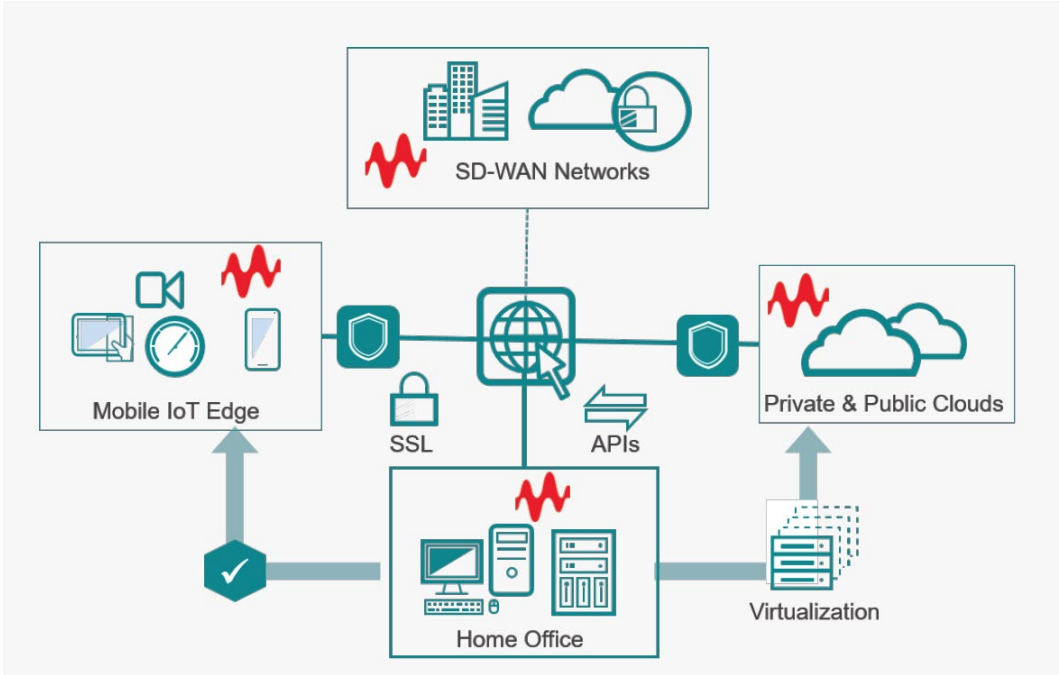 SD-WAN Networks
Mobile IoT Edge
Private & Public Clouds
SSL
APIs
Virtualization
Home Office